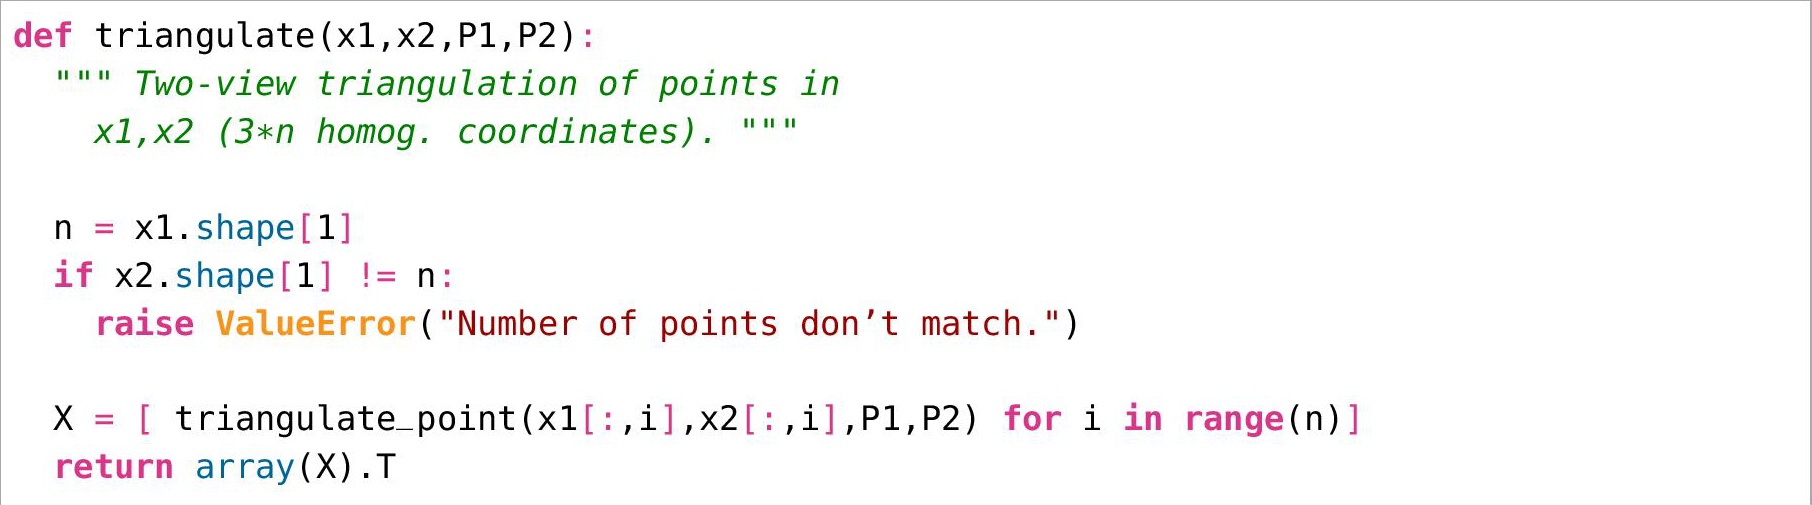 def triangulate(x1,x2,P1,P2):
""" Two-view triangulation of points in
x1,x2 (3*n homog. coordinates). """
n = x1.shape[1]
if x2.shape[1] != n:
raise ValueError("Number of points don’t match.")
X = [ triangulate_point(x1[:,i],x2[:,i],P1,P2) for i in range(n)]
return array(X).T